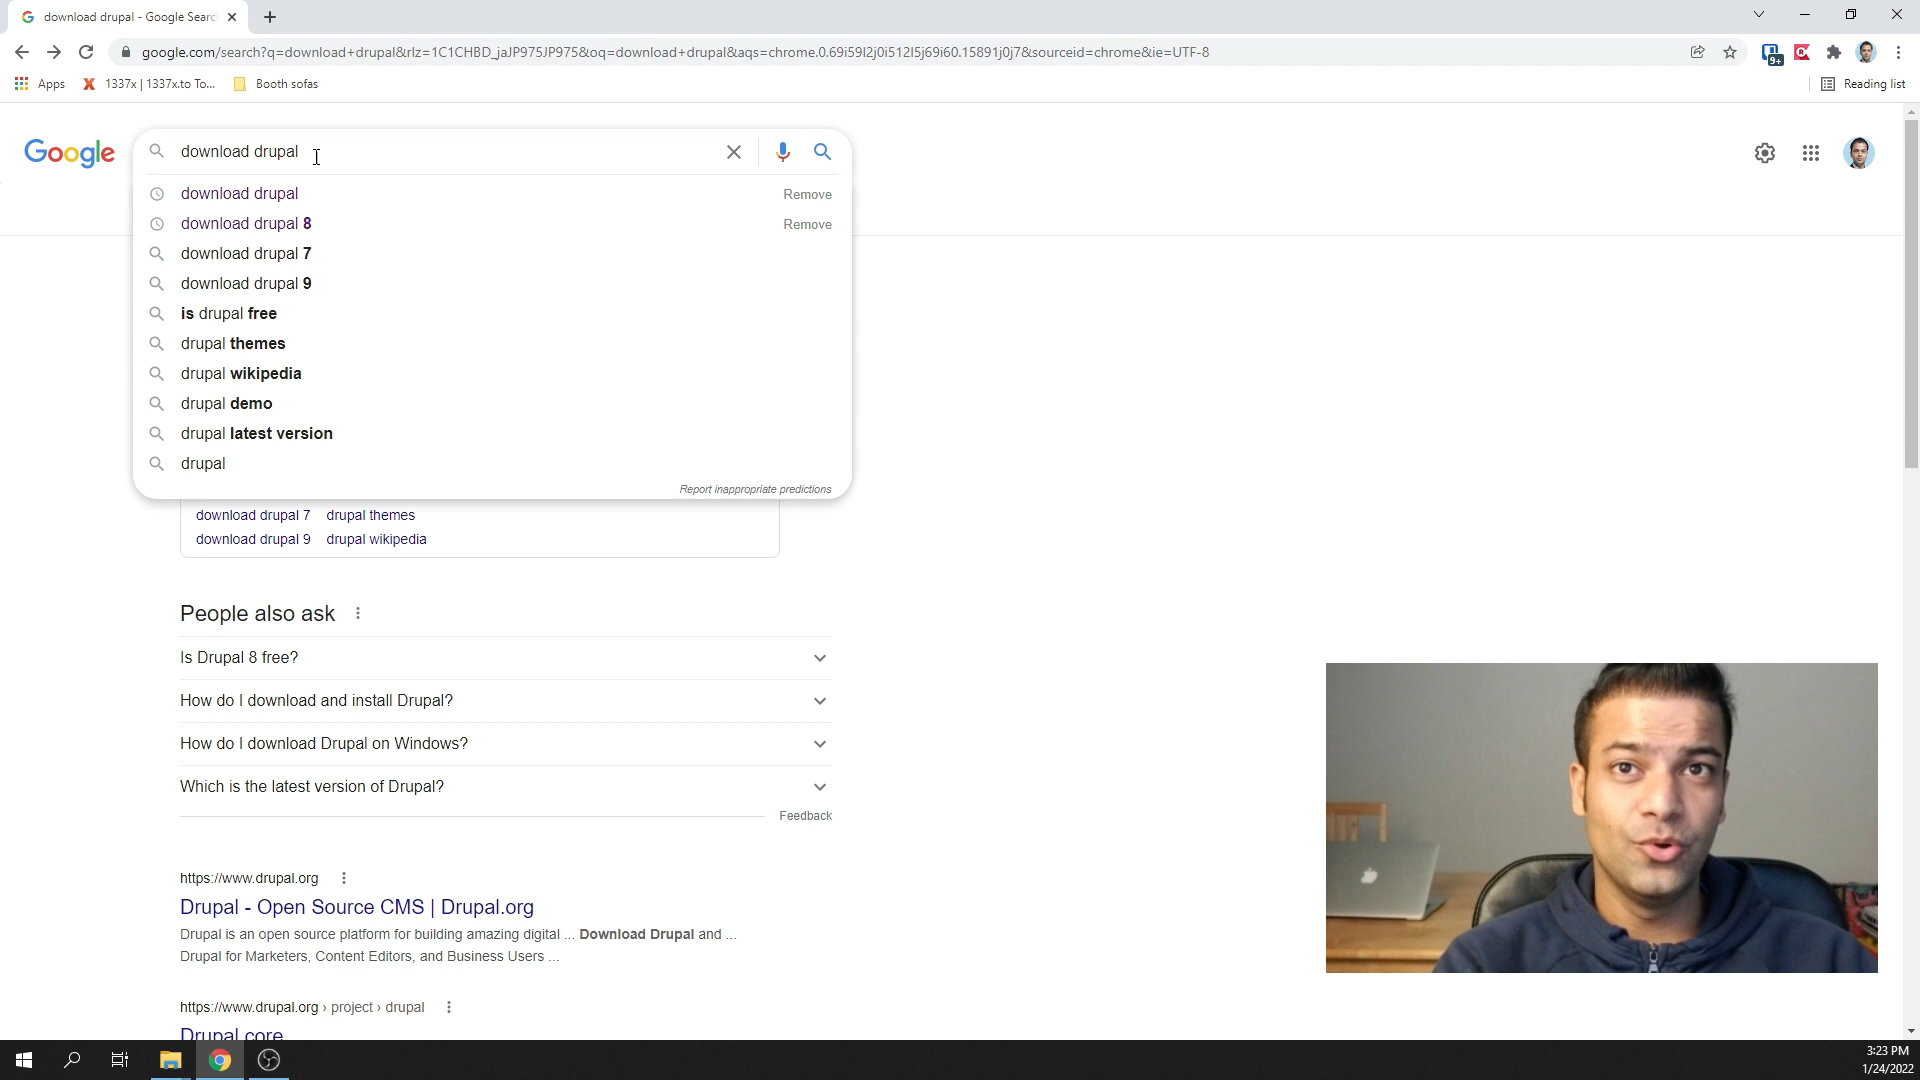 download drupal - Google Searc
google.com/search?q=download+drupal&rlz=1C1CHBD_jaJP975JP975&oq=download+drupal&aqs=chrome.0.69i59l2j0i512l5j69i60.15891j0j7&sourceid=chrome&ie=UTF-8
9+
Apps
1337x | 1337x.to To...
Booth sofas
Reading list
Google
download drupal
download drupal
Remove
download drupal 8
Remove
download drupal 7
download drupal 9
is drupal free
drupal themes
drupal wikipedia
drupal demo
drupal latest version
drupal
Report inappropriate predictions
download drupal 7
drupal themes
download drupal 9
drupal wikipedia
People also ask
Is Drupal 8 free?
How do I download and install Drupal?
How do I download Drupal on Windows?
Which is the latest version of Drupal?
Feedback
https://www.drupal.org
Drupal - Open Source CMS | Drupal.org
Drupal is an open source platform for building amazing digital ... Download Drupal and ...
Drupal for Marketers, Content Editors, and Business Users ...
https://www.drupal.org › project › drupal
Drupal core
3:23 PM
1/24/2022